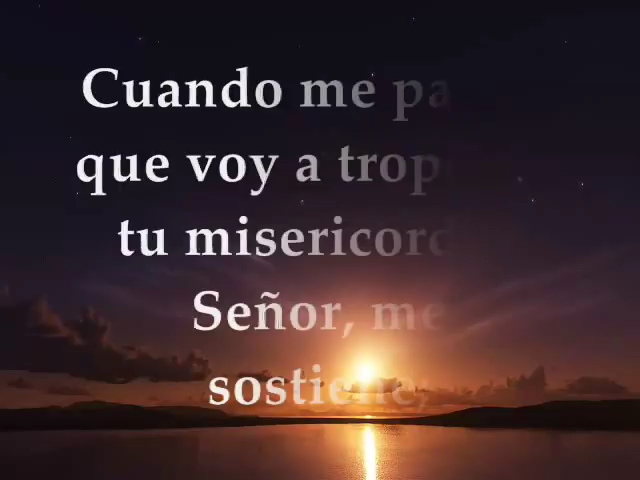 Cuando me pa
que voy a trop
tu misericord
Señor, me
sostiene,